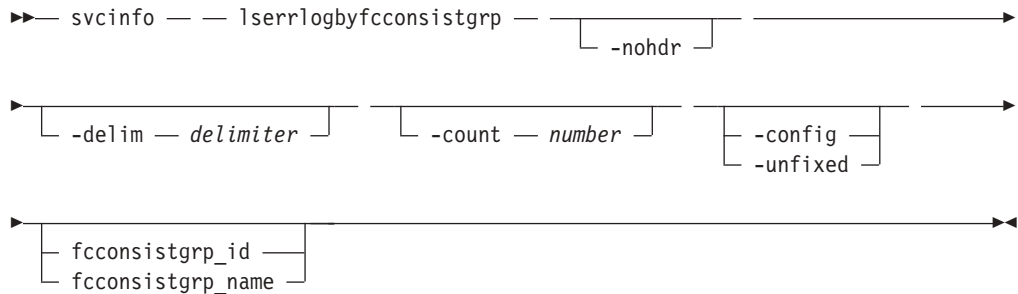 svcinfo — — lserrlogbyfcconsistgrp — -nohdr
-delim — delimiter -count — number -config
-unfixed
fcconsistgrp_id
fcconsistgrp_name